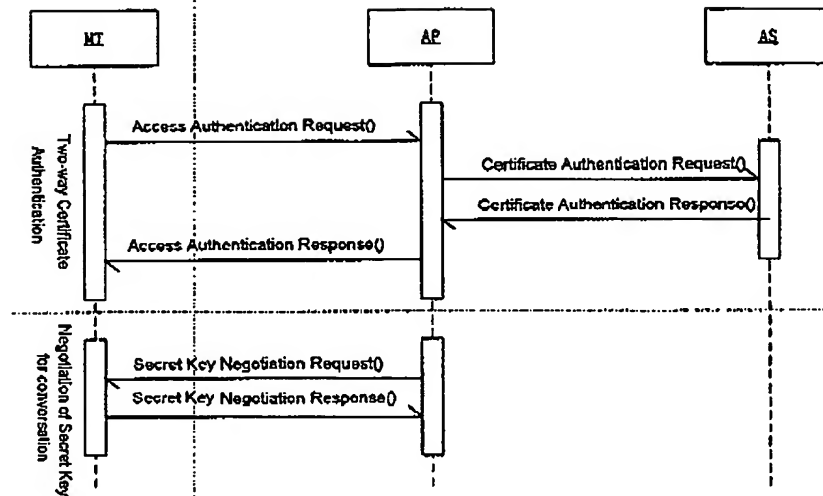 MT
AP
AS
Two-way Certificate
Authentication
Access Authentication Request()
Certificate Authentication Request()
Certificate Authentication Response()
Access Authentication Response()
Negotiation of Secret Key
for conversation
Secret Key Negotiation Request()
Secret Key Negotiation Response()